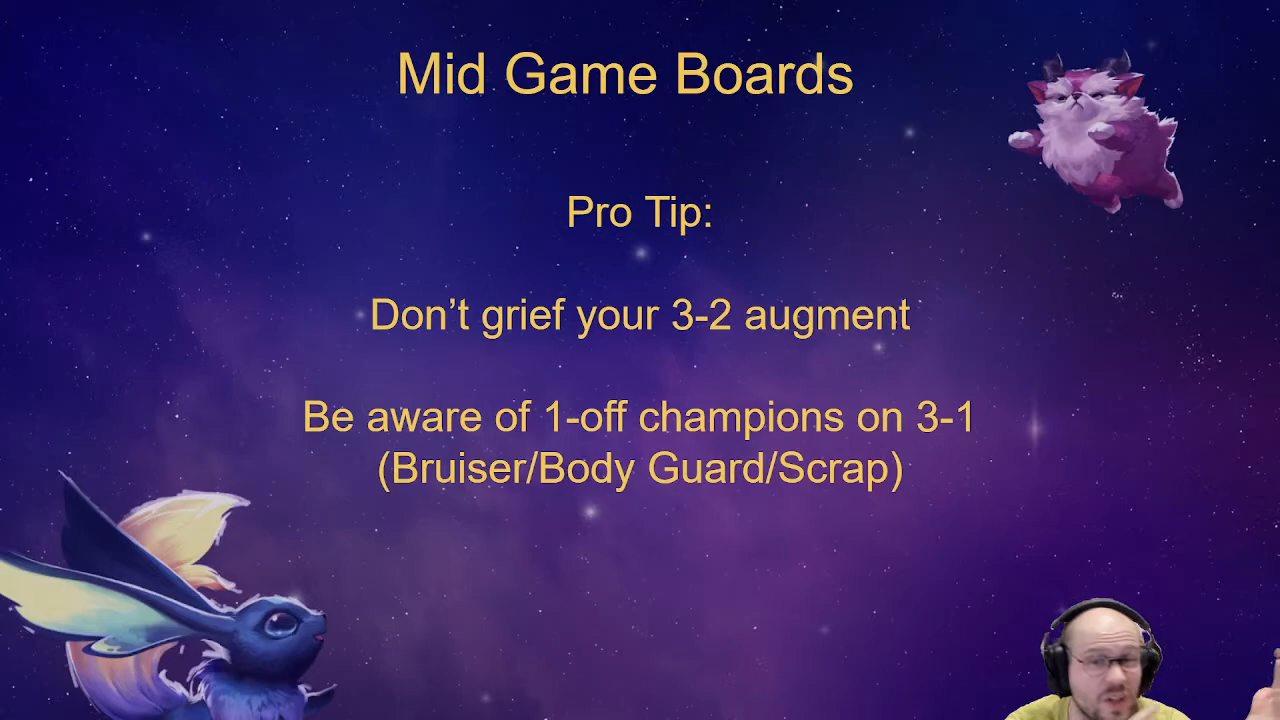 Mid Game Boards
Pro Tip:
Don’t grief your 3-2 augment
Be aware of 1-off champions on 3-1
(Bruiser/Body Guard/Scrap)